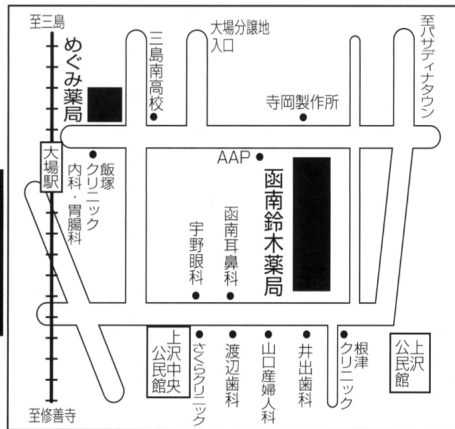 至三島
めぐみ薬局
三島南高校
大場分譲地
入口
寺岡製作所
至パサディナタウン
大場駅
飯塚
クリニック
内科・胃腸科
AAP
函南鈴木薬局
宇野眼科
函南耳鼻科
上沢中央
公民館
さくらクリニック
渡辺歯科
山口産婦人科
井出歯科
根津
クリニック
上沢
公民館
至修善寺